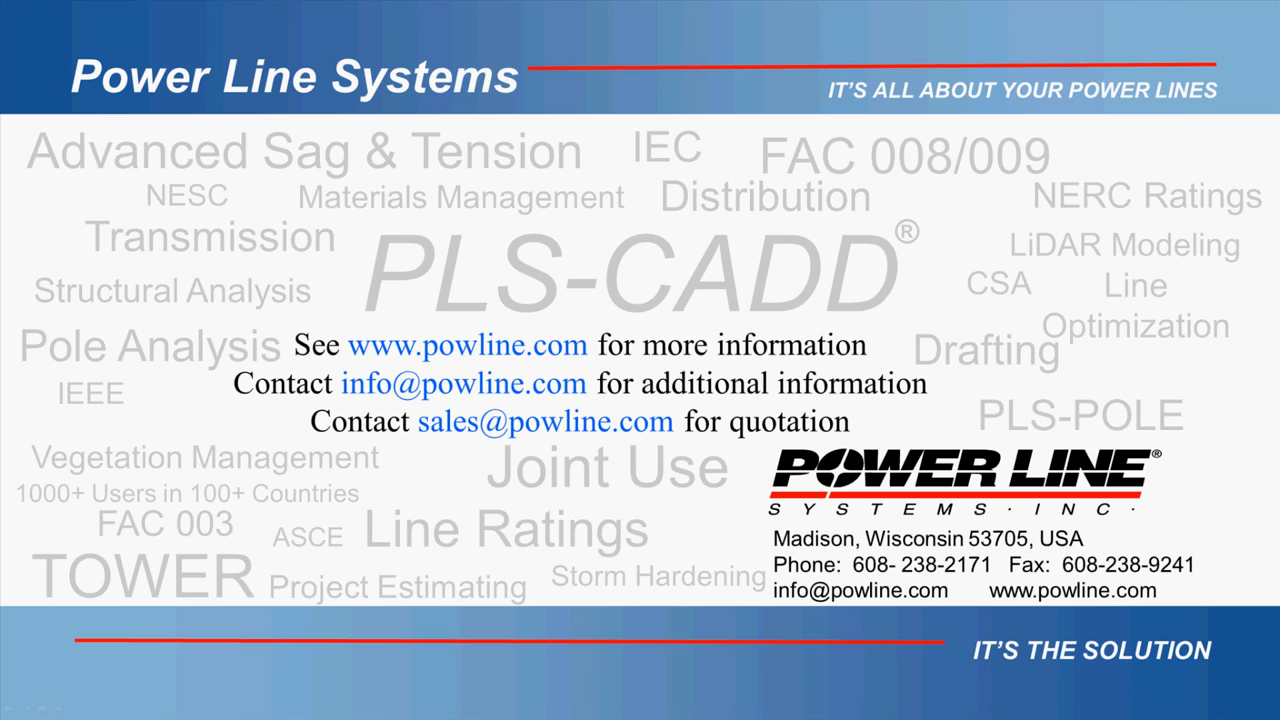 Power Line Systems
IT'S ALL ABOUT YOUR POWER LINES
Advanced Sag & Tension
IEC
FAC 008/009
NESC
Materials Management
Distribution
NERC Ratings
Transmission
PLS-CADD®
LiDAR Modeling
Structural Analysis
CSA
Line
Optimization
Pole Analysis
See www.powline.com for more information
Drafting
IEEE
Contact info@powline.com for additional information
Contact sales@powline.com for quotation
PLS-POLE
Vegetation Management
Joint Use
POWER LINE®
SYSTEMS·INC·
1000+ Users in 100+ Countries
FAC 003
ASCE
Line Ratings
Madison, Wisconsin 53705, USA
Phone: 608- 238-2171 Fax: 608-238-9241
info@powline.com www.powline.com
TOWER
Project Estimating
Storm Hardening
IT'S THE SOLUTION